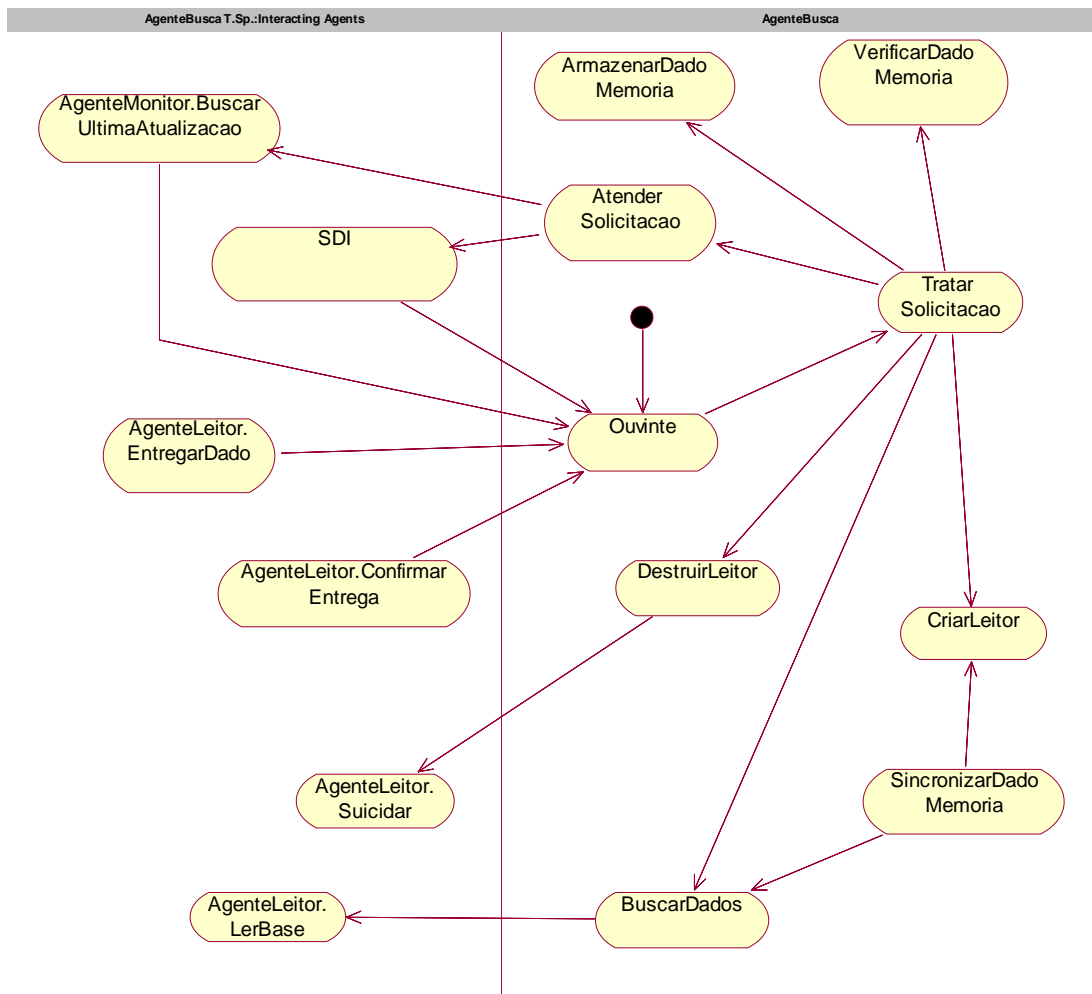 AgenteBusca T.Sp.:Interacting Agents
AgenteBusca
ArmazenarDado
Memoria
VerificarDado
Memoria
AgenteMonitor.Buscar
UltimaAtualizacao
Atender
Solicitacao
SDI
Tratar
Solicitacao
Ouvinte
AgenteLeitor.
EntregarDado
AgenteLeitor.Confirmar
Entrega
DestruirLeitor
CriarLeitor
AgenteLeitor.
Suicidar
SincronizarDado
Memoria
AgenteLeitor.
LerBase
BuscarDados